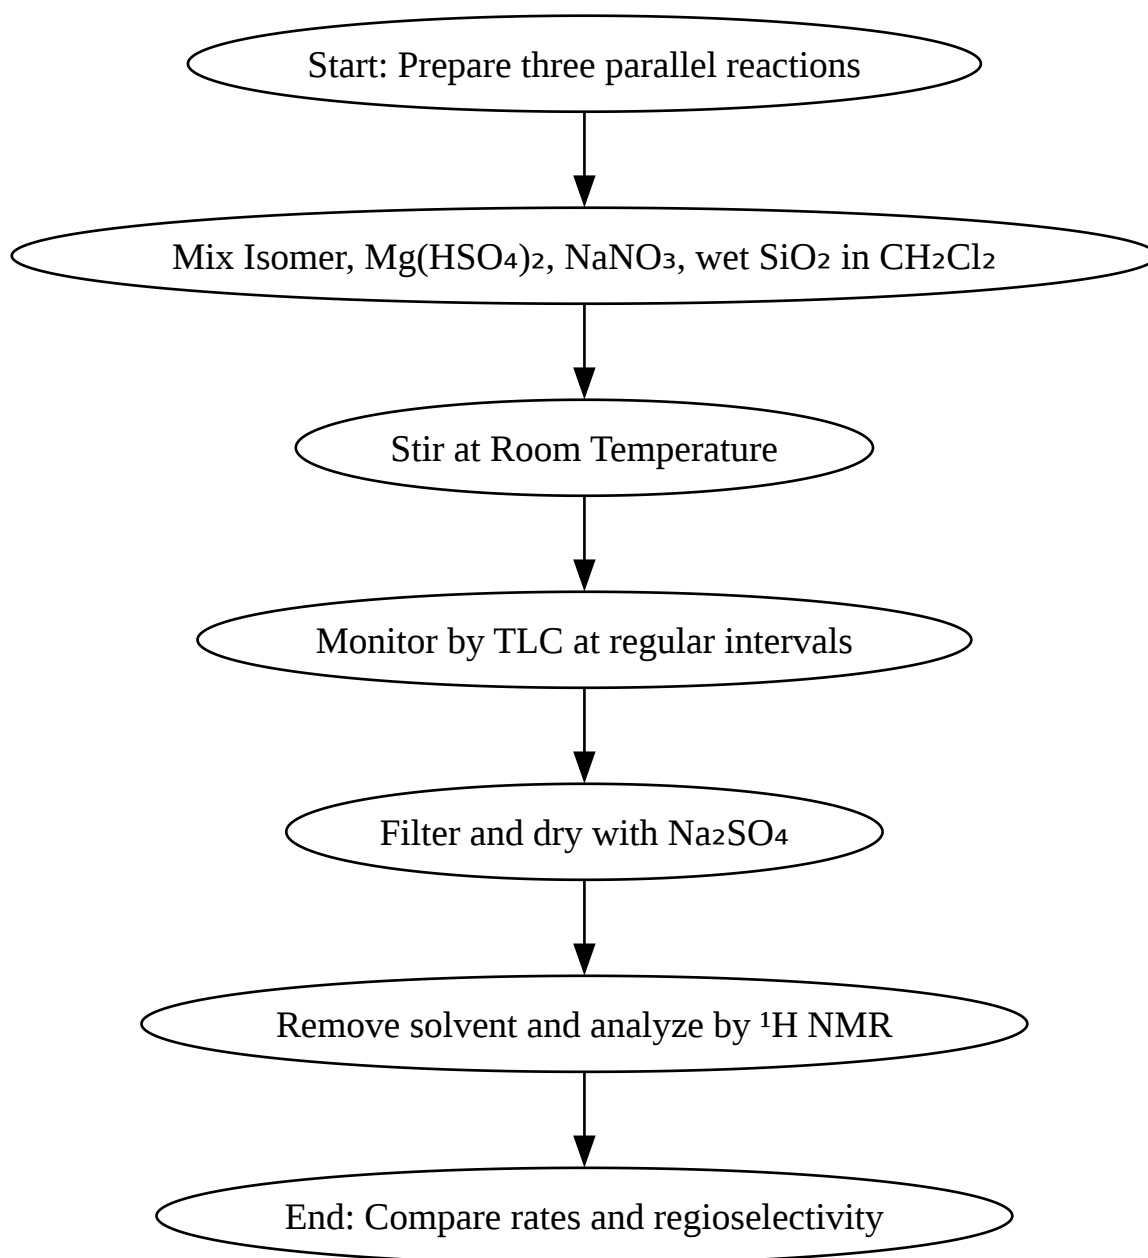 Start: Prepare three parallel reactions
Mix Isomer, Mg(HSO₄)₂, NaNO₃, wet SiO₂ in CH₂Cl₂
Stir at Room Temperature
Monitor by TLC at regular intervals
Filter and dry with Na₂SO₄
Remove solvent and analyze by ¹H NMR
End: Compare rates and regioselectivity